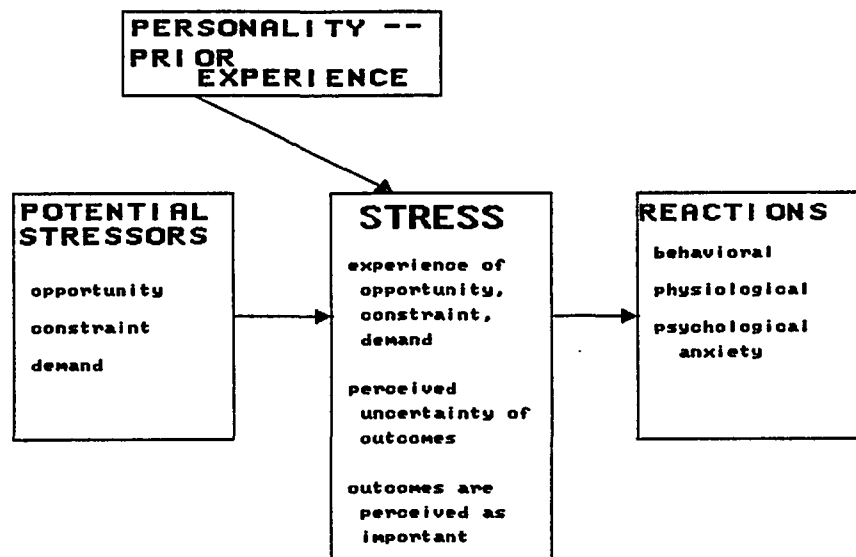 PERSONALITY --
PRIOR
EXPERIENCE
POTENTIAL
STRESSORS
opportunity
constraint
demand
STRESS
experience of
opportunity,
constraint,
demand
perceived
uncertainty of
outcomes
outcomes are
perceived as
important
REACTIONS
behavioral
physiological
psychological
anxiety